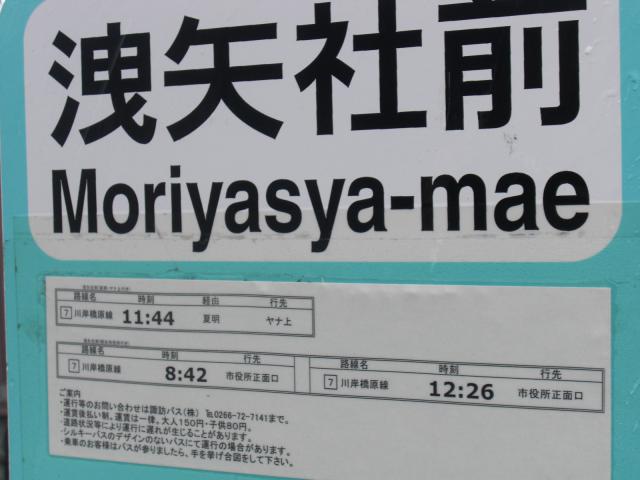 洩矢社前
Moriyasya-mae
路線名 時刻 経由 行先
7 川岸橋原線 11:44 夏明 ヤナ上
路線名 時刻 行先
7 川岸橋原線 8:42 市役所正面口
路線名 時刻 行先
7 川岸橋原線 12:26 市役所正面口
ご案内
・運行等のお問い合わせは諏訪バス(株) ℡0266-72-7141まで。
・運賃後払い制。運賃は一律。大人150円・子供80円。
・道路状況等により運行に遅れが生じることがあります。
・シルキーバスのデザインのないバスにて運行の場合があります。
・乗車のお客様はバスが参りましたら、手を挙げ合図をして下さい。